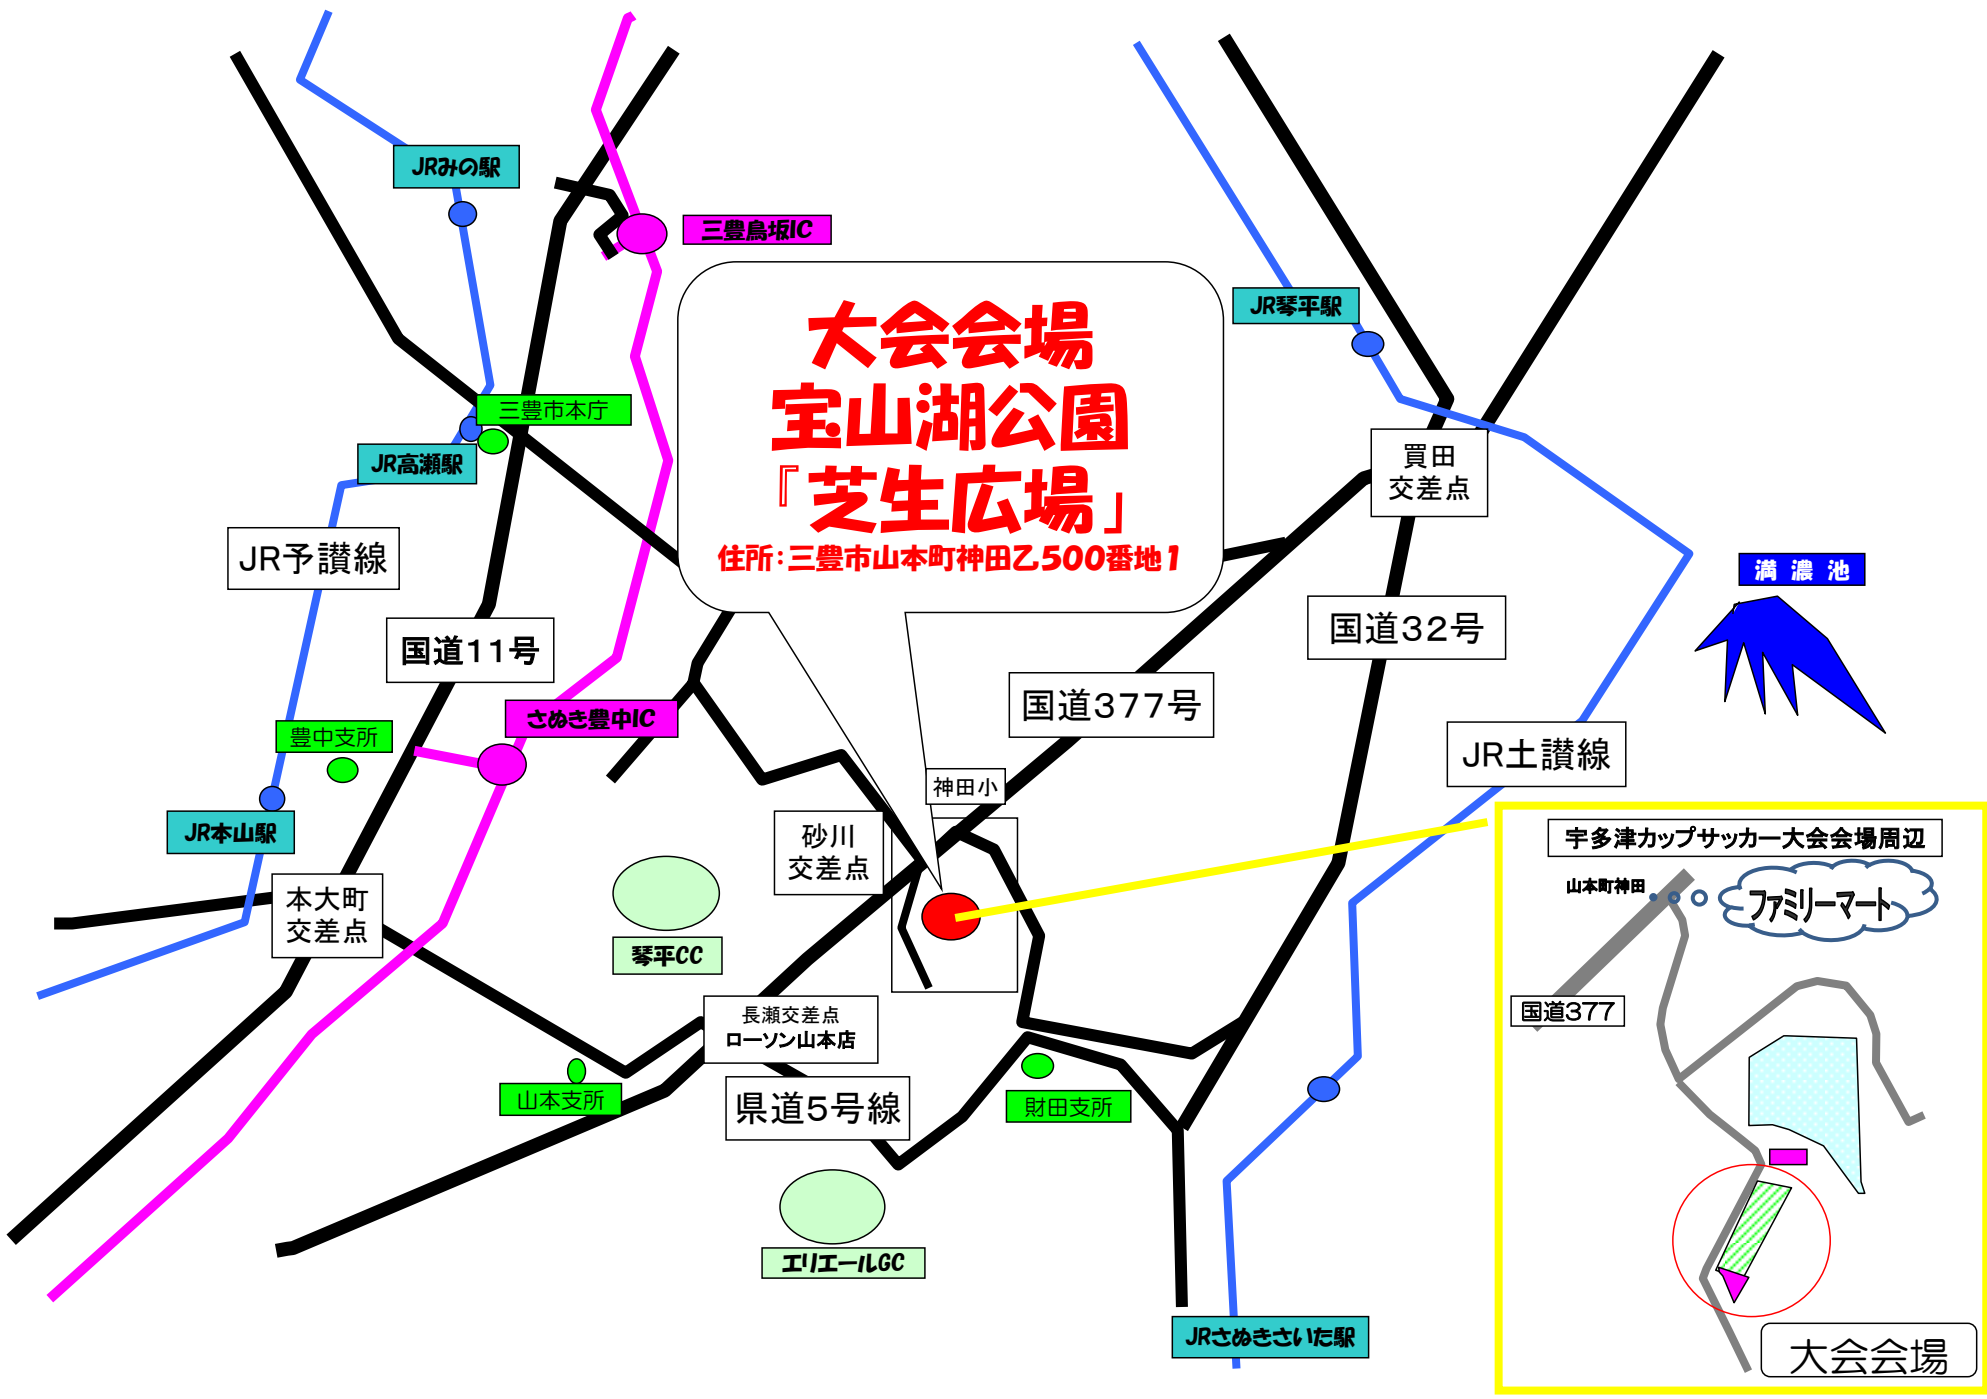 JRみの駅
三豊鳥坂IC
大会会場
宝山湖公園
『芝生広場」
住所:三豊市山本町神田乙500番地1
JR琴平駅
三豊市本庁
JR高瀬駅
買田
交差点
JR予讃線
満 濃 池
国道11号
国道32号
国道377号
さぬき豊中IC
豊中支所
JR土讃線
神田小
JR本山駅
砂川
交差点
宇多津カップサッカー大会会場周辺
山本町神田
ファミリーマート
本大町
交差点
琴平CC
国道377
長瀬交差点
ローソン山本店
山本支所
県道5号線
財田支所
エリエールGC
JRさぬきさいた駅
大会会場